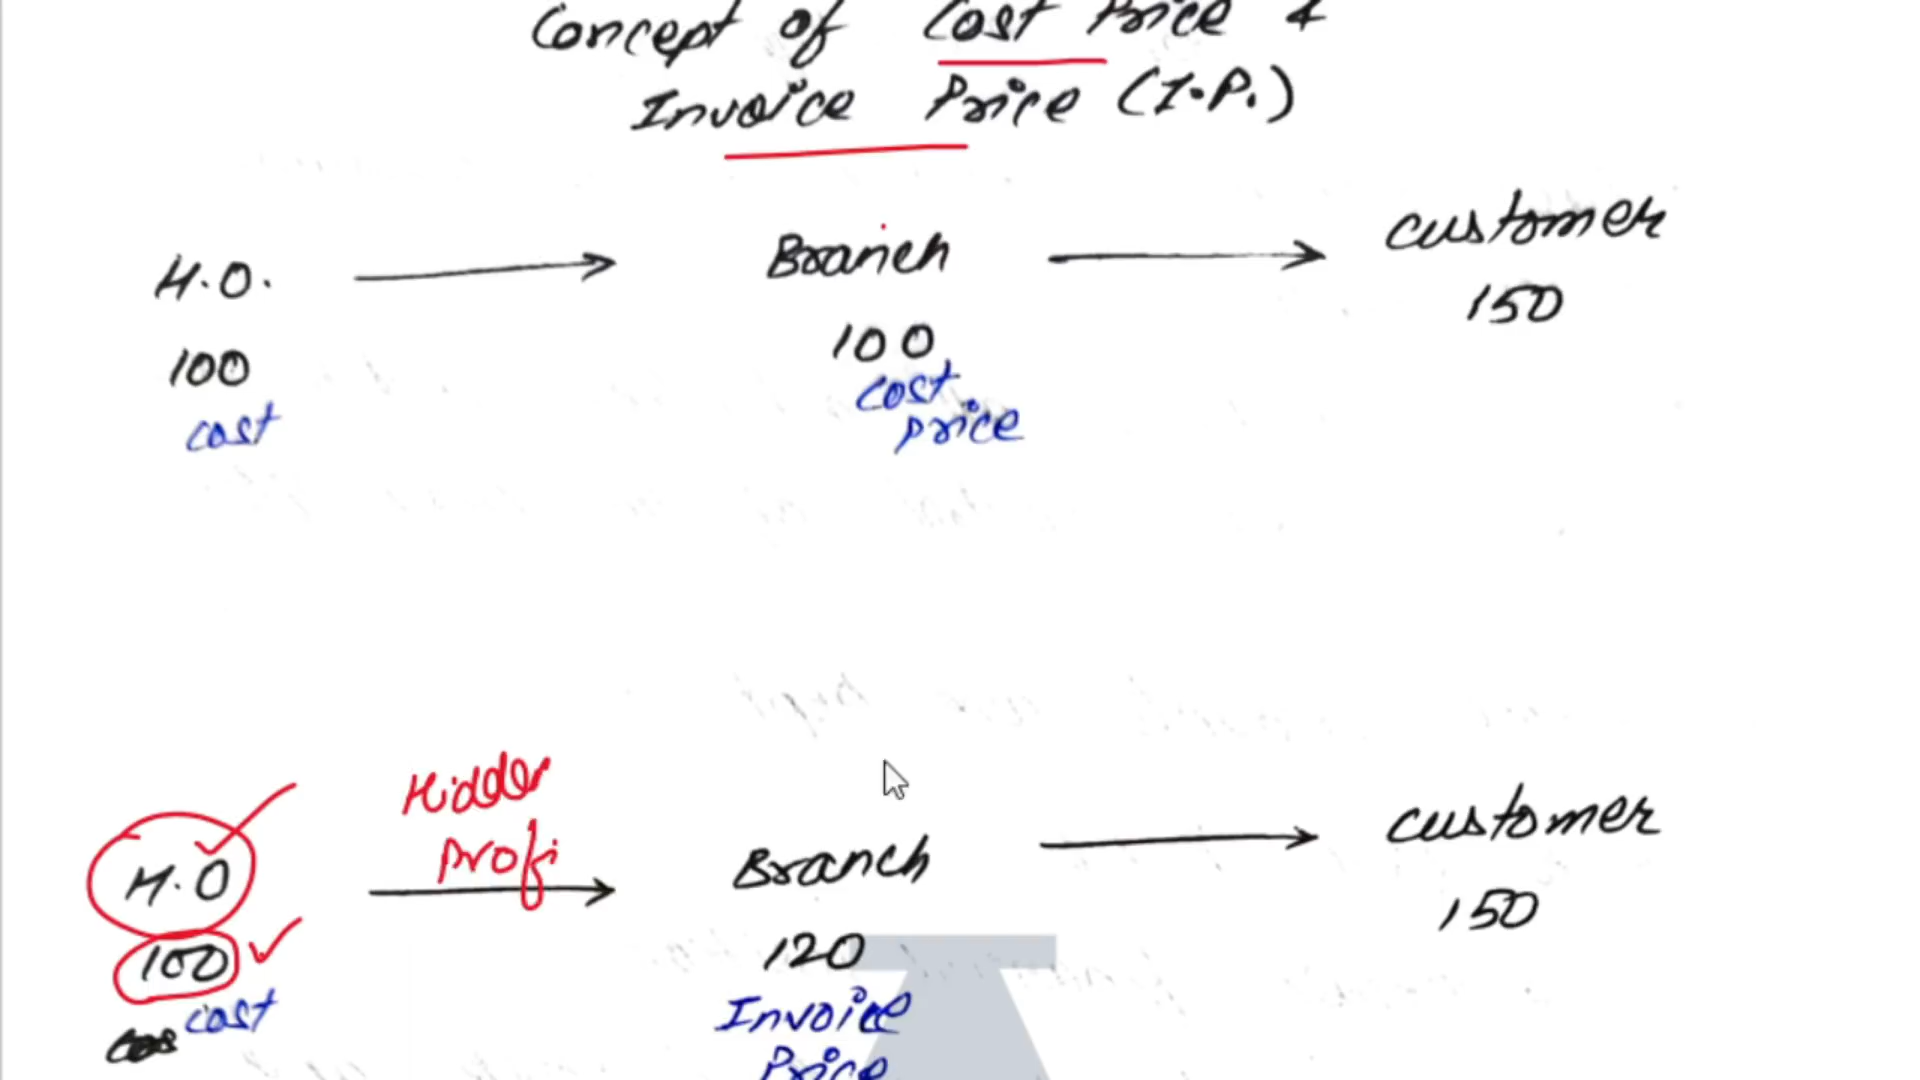 Concept of Cost Price &
Invoice Price (I.P.)
H.O. Branch customer
100 100 150
cost cost price
Hidden
Profi
H.O Branch customer
100 120 150
cost Invoice
Price